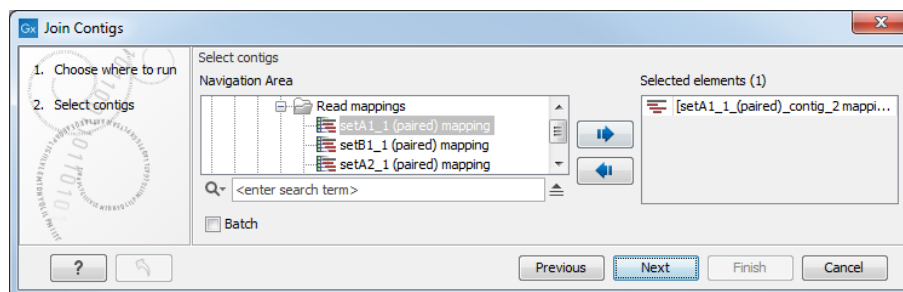 Gx Join Contigs
1. Choose where to run
2. Select contigs
Select contigs
Navigation Area
Read mappings
setA1_1 (paired) mapping
setB1_1 (paired) mapping
setA2_1 (paired) mapping
<enter search term>
Batch
Selected elements (1)
[setA1_1_(paired)_contig_2 mappi...
?
Previous
Next
Finish
Cancel